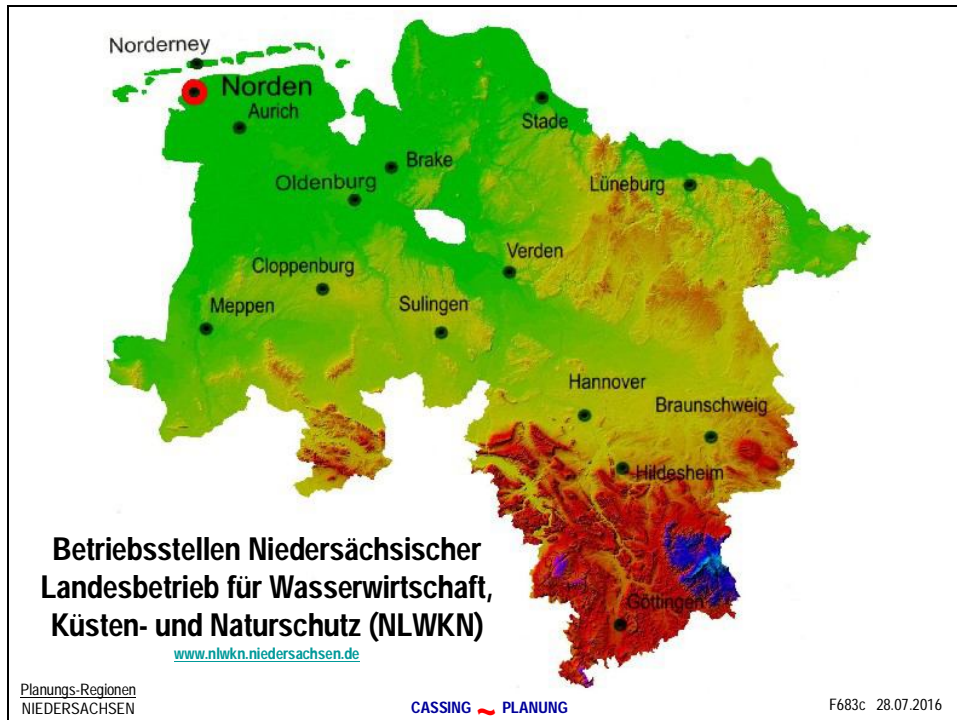 Norderney
Norden
Aurich
Stade
Brake
Oldenburg
Lüneburg
Verden
Cloppenburg
Meppen
Sulingen
Hannover
Braunschweig
Hildesheim
Göttingen
Betriebsstellen Niedersächsischer
Landesbetrieb für Wasserwirtschaft,
Küsten- und Naturschutz (NLWKN)
www.nlwkn.niedersachsen.de
Planungs-Regionen
NIEDERSACHSEN
CASSING ~ PLANUNG
F683c 28.07.2016